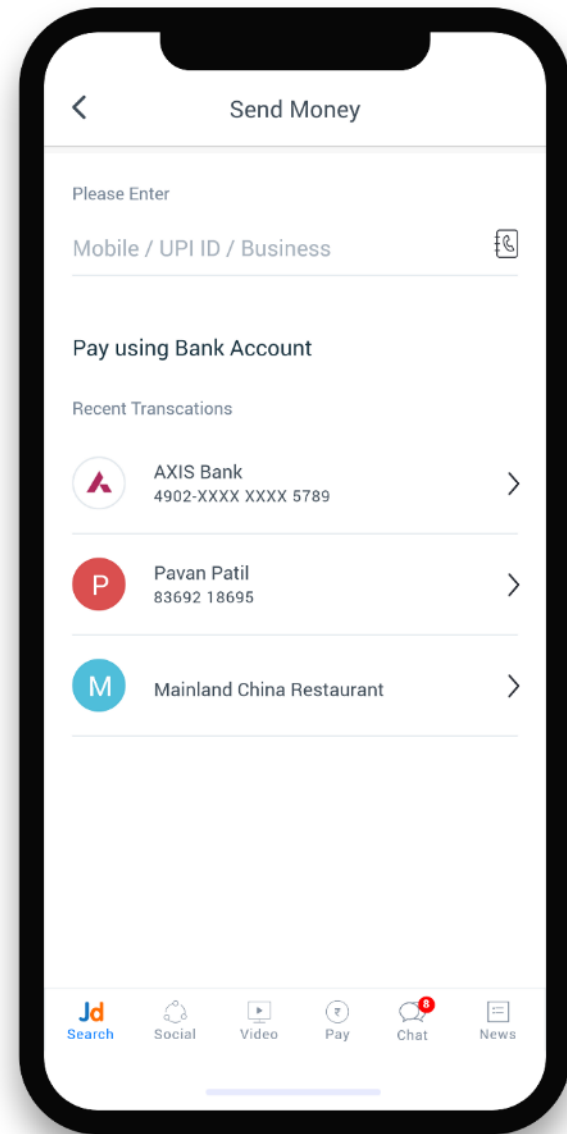 Send Money
Please Enter
Mobile / UPI ID / Business
Pay using Bank Account
Recent Transcations
AXIS Bank
4902-XXXX XXXX 5789
P
Pavan Patil
83692 18695
M
Mainland China Restaurant
Jd
8
Search Social Video Pay Chat News